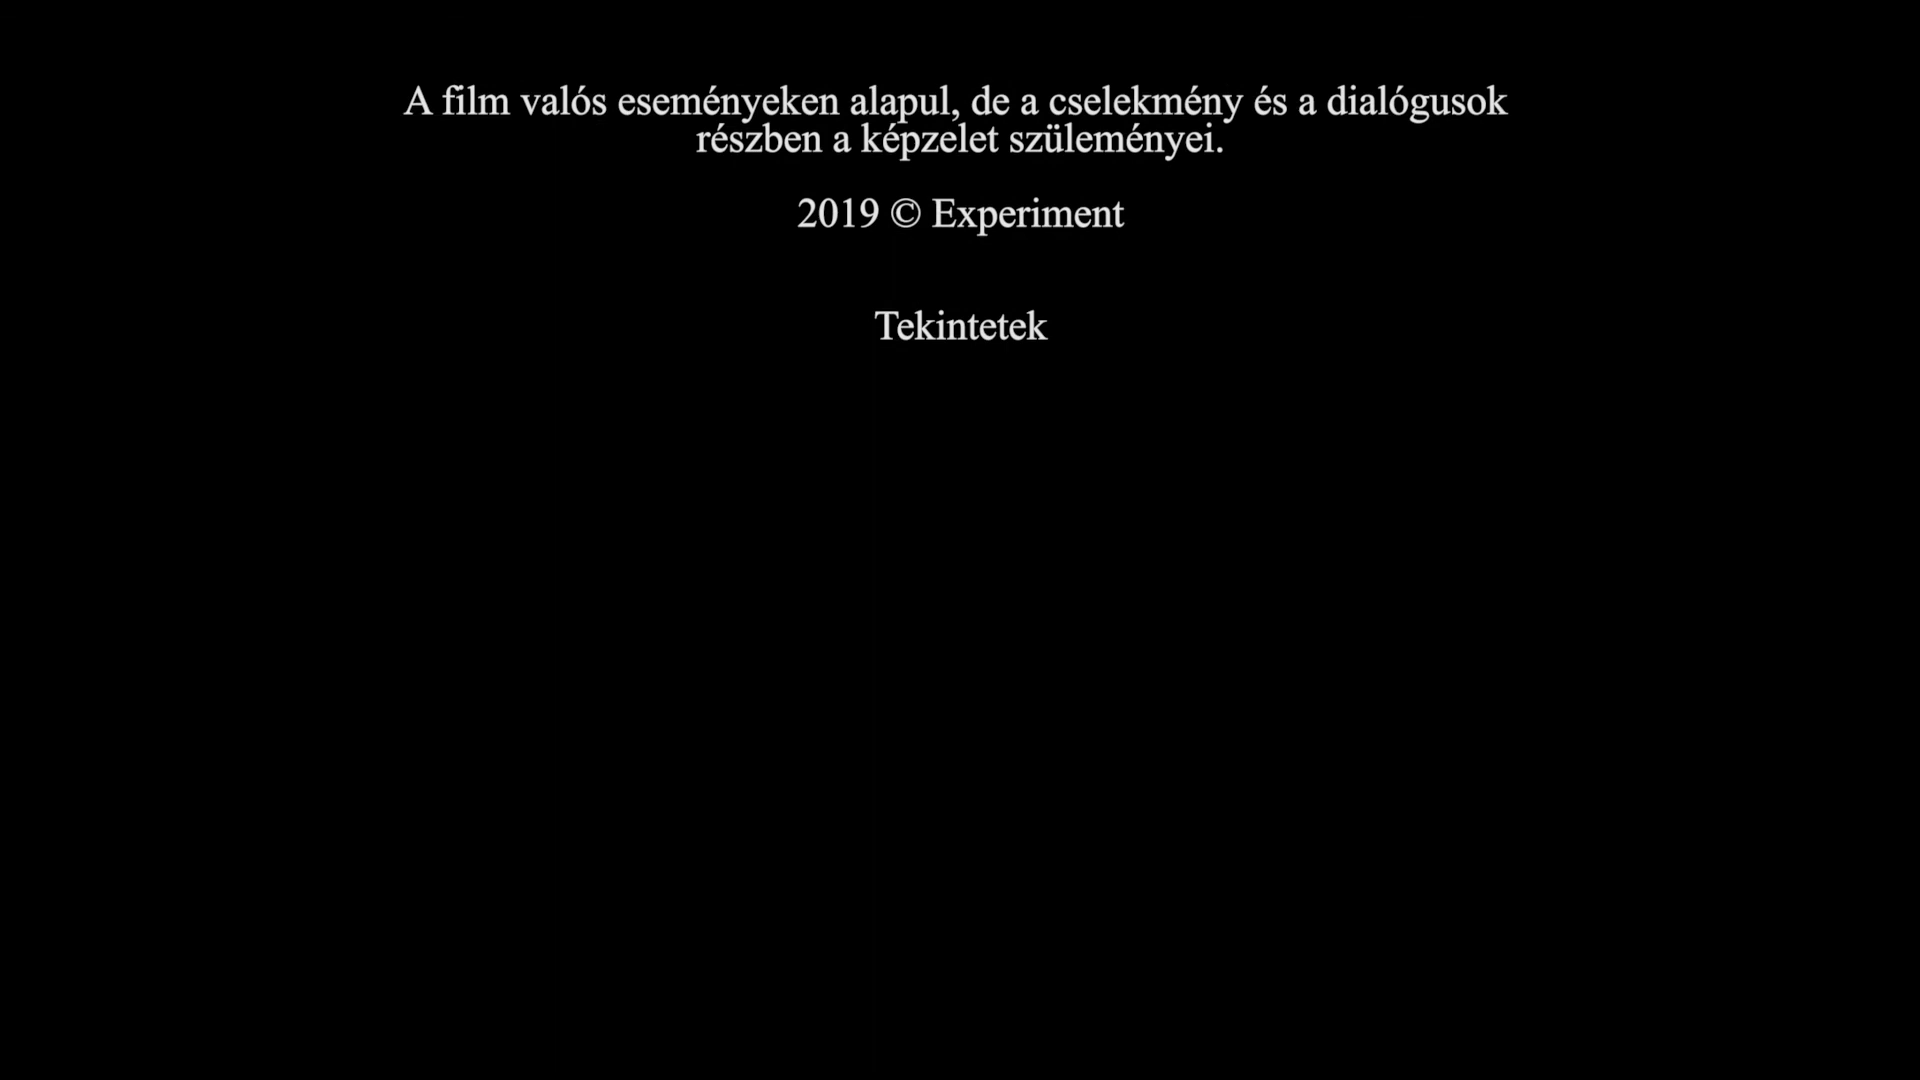 A film valós eseményeken alapul, de a cselekmény és a dialógusok
részben a képzelet szüleményei.
2019 © Experiment
Tekintetek